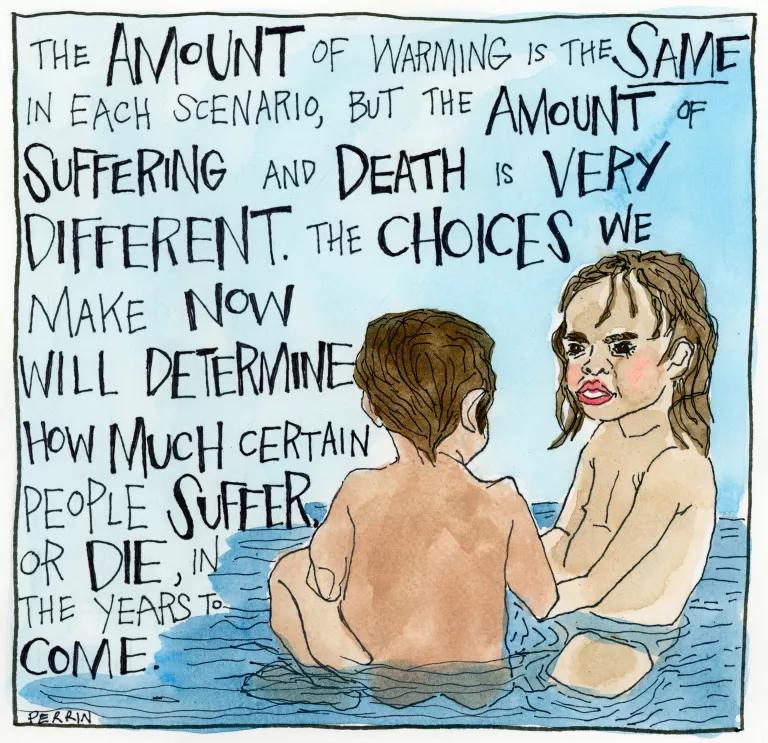 THE AMOUNT OF WARMING IS THE SAME
IN EACH SCENARIO, BUT THE AMOUNT OF
SUFFERING AND DEATH IS VERY
DIFFERENT. THE CHOICES WE
MAKE NOW
WILL DETERMINE
HOW MUCH CERTAIN
PEOPLE SUFFER,
OR DIE, IN
THE YEARS TO
COME.
PERRIN